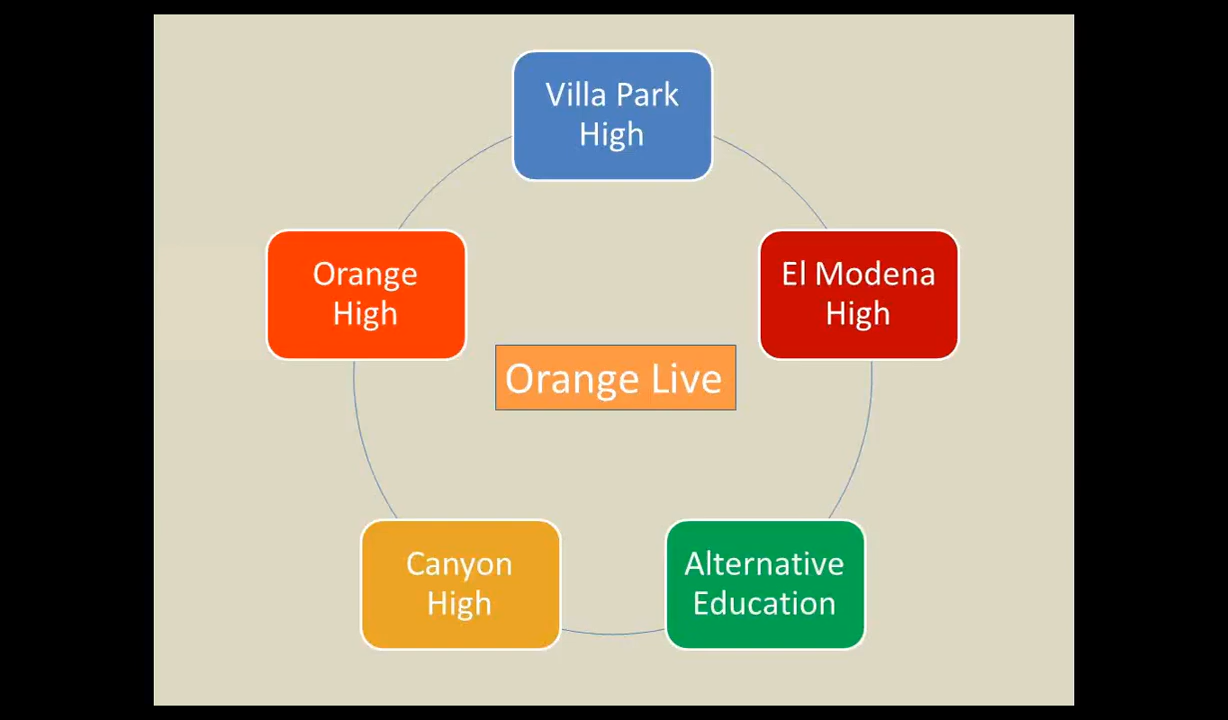 Villa Park
High
Orange
High
El Modena
High
Orange Live
Canyon
High
Alternative
Education